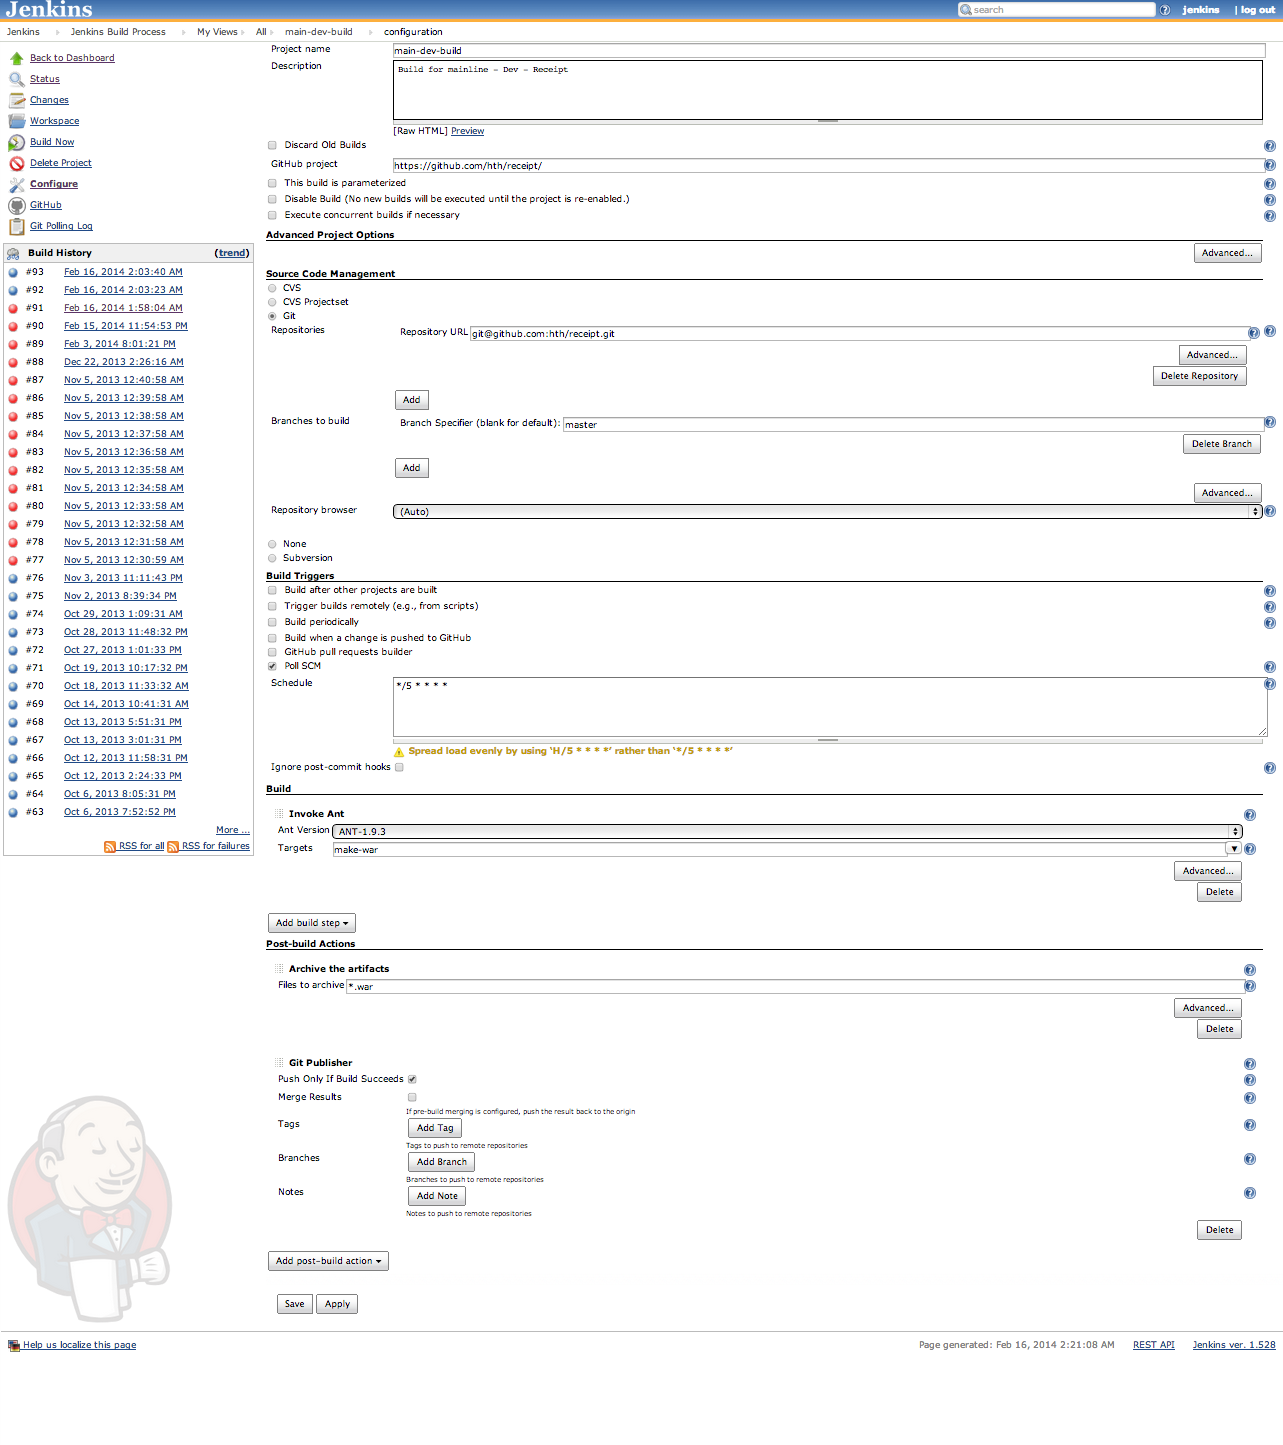 Jenkins
search
jenkins
| log out
Jenkins
Jenkins Build Process
My Views
All
main-dev-build
configuration
Back to Dashboard
Status
Changes
Workspace
Build Now
Delete Project
Configure
GitHub
Git Polling Log
Build History (trend)
#93 Feb 16, 2014 2:03:40 AM
#92 Feb 16, 2014 2:03:23 AM
#91 Feb 16, 2014 1:58:04 AM
#90 Feb 15, 2014 11:54:53 PM
#89 Feb 3, 2014 8:01:21 PM
#88 Dec 22, 2013 2:26:16 AM
#87 Nov 5, 2013 12:40:58 AM
#86 Nov 5, 2013 12:39:58 AM
#85 Nov 5, 2013 12:38:58 AM
#84 Nov 5, 2013 12:37:58 AM
#83 Nov 5, 2013 12:36:58 AM
#82 Nov 5, 2013 12:35:58 AM
#81 Nov 5, 2013 12:34:58 AM
#80 Nov 5, 2013 12:33:58 AM
#79 Nov 5, 2013 12:32:58 AM
#78 Nov 5, 2013 12:31:58 AM
#77 Nov 5, 2013 12:30:59 AM
#76 Nov 3, 2013 11:11:43 PM
#75 Nov 2, 2013 8:39:34 PM
#74 Oct 29, 2013 1:09:31 AM
#73 Oct 28, 2013 11:48:32 PM
#72 Oct 27, 2013 1:01:33 PM
#71 Oct 19, 2013 10:17:32 PM
#70 Oct 18, 2013 11:33:32 AM
#69 Oct 14, 2013 10:41:31 AM
#68 Oct 13, 2013 5:51:31 PM
#67 Oct 13, 2013 3:01:31 PM
#66 Oct 12, 2013 11:58:31 PM
#65 Oct 12, 2013 2:24:33 PM
#64 Oct 6, 2013 8:05:31 PM
#63 Oct 6, 2013 7:52:52 PM
More ...
RSS for all RSS for failures
Project name main-dev-build
Description Build for mainline - Dev - Receipt
[Raw HTML] Preview
Discard Old Builds
GitHub project https://github.com/hth/receipt/
This build is parameterized
Disable Build (No new builds will be executed until the project is re-enabled.)
Execute concurrent builds if necessary
Advanced Project Options
Advanced...
Source Code Management
CVS
CVS Projectset
Git
Repositories Repository URL git@github.com:hth/receipt.git
Advanced...
Delete Repository
Add
Branches to build Branch Specifier (blank for default): master
Delete Branch
Add
Advanced...
Repository browser (Auto)
None
Subversion
Build Triggers
Build after other projects are built
Trigger builds remotely (e.g., from scripts)
Build periodically
Build when a change is pushed to GitHub
GitHub pull requests builder
Poll SCM
Schedule */5 * * * *
Spread load evenly by using 'H/5 * * * *' rather than '*/5 * * * *'
Ignore post-commit hooks
Build
Invoke Ant
Ant Version ANT-1.9.3
Targets make-war
Advanced...
Delete
Add build step
Post-build Actions
Archive the artifacts
Files to archive *.war
Advanced...
Delete
Git Publisher
Push Only If Build Succeeds
Merge Results
If pre-build merging is configured, push the result back to the origin
Tags Add Tag
Tags to push to remote repositories
Branches Add Branch
Branches to push to remote repositories
Notes Add Note
Notes to push to remote repositories
Delete
Add post-build action
Save Apply
Help us localize this page
Page generated: Feb 16, 2014 2:21:08 AM REST API Jenkins ver. 1.528